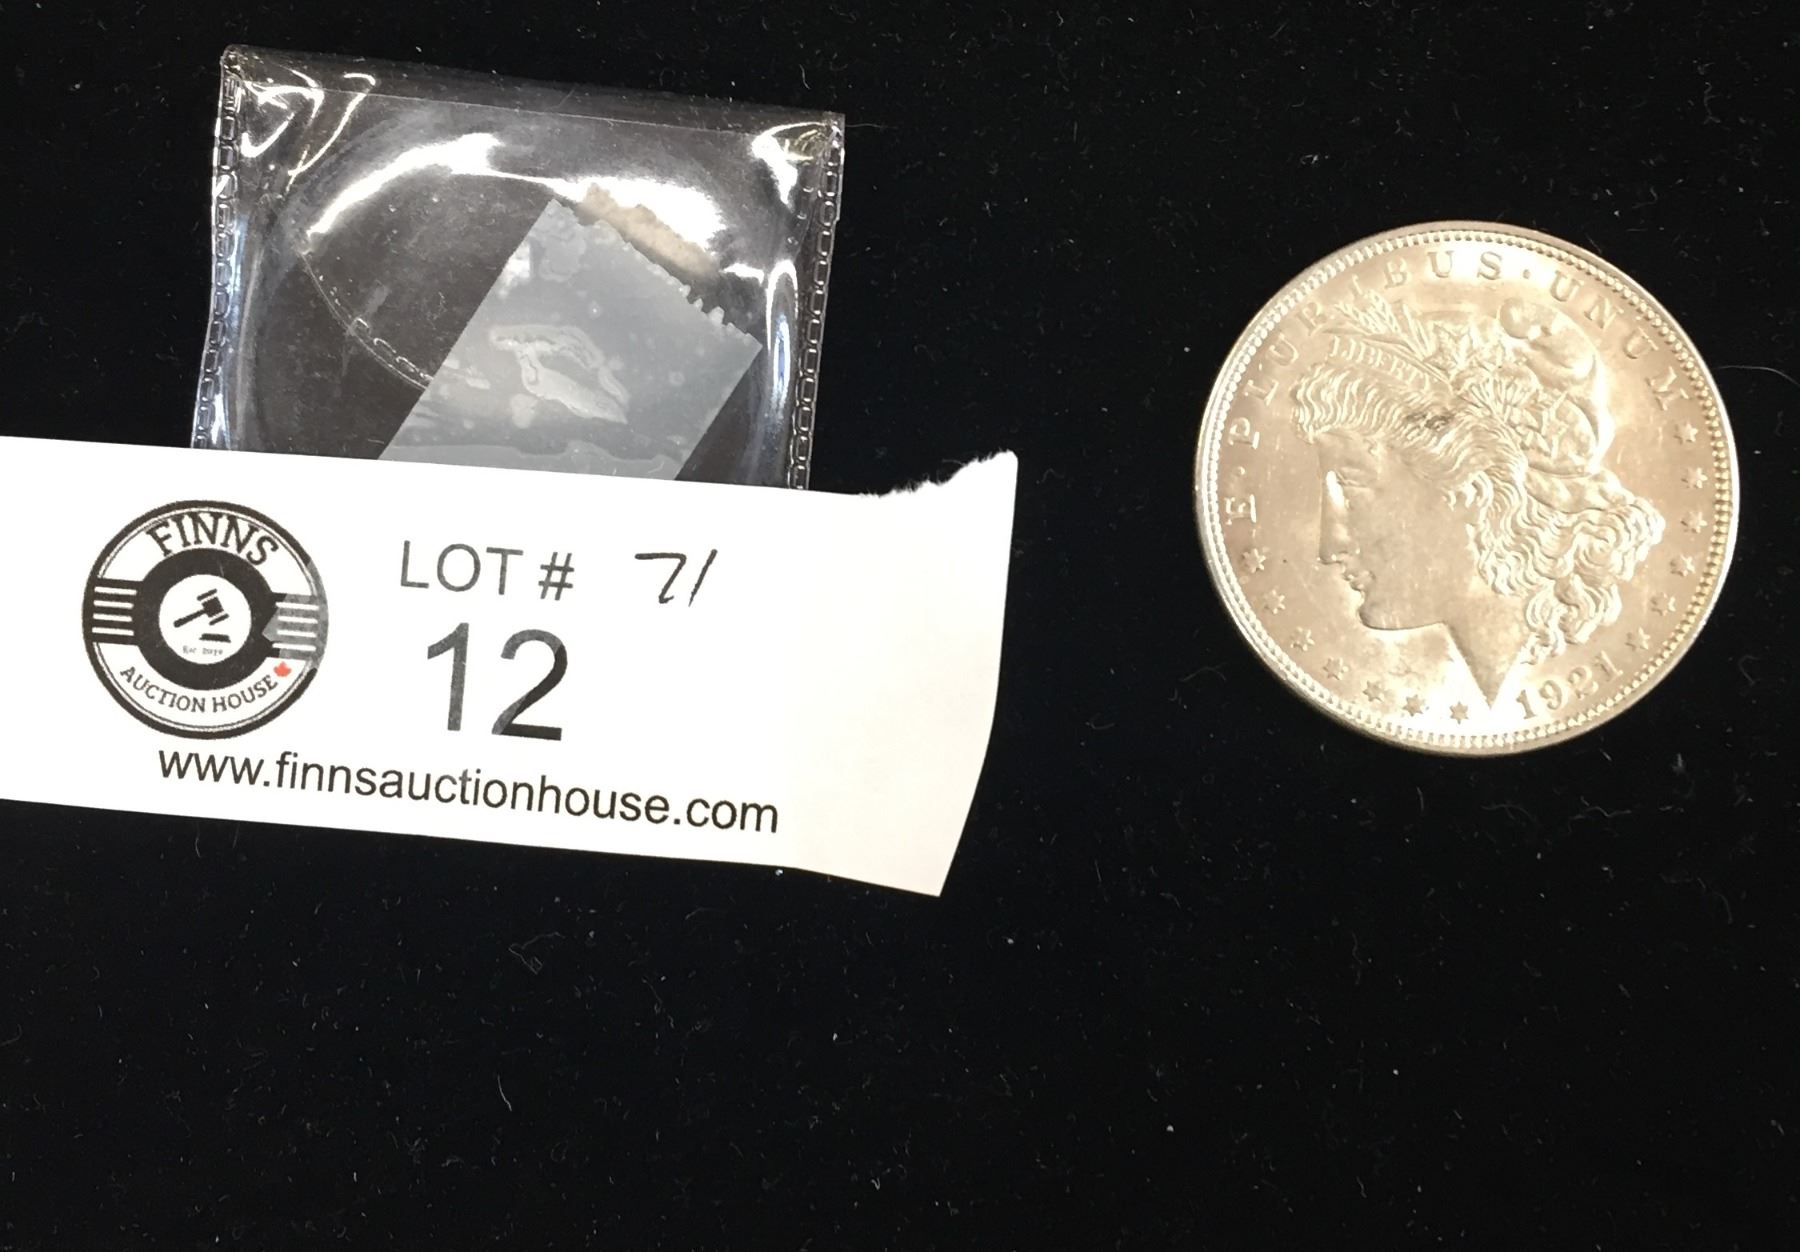 FINNS
AUCTION HOUSE
LOT # 71
12
www.finnsauctionhouse.com
E·PLURIBUS·UNUM
LIBERTY
1921